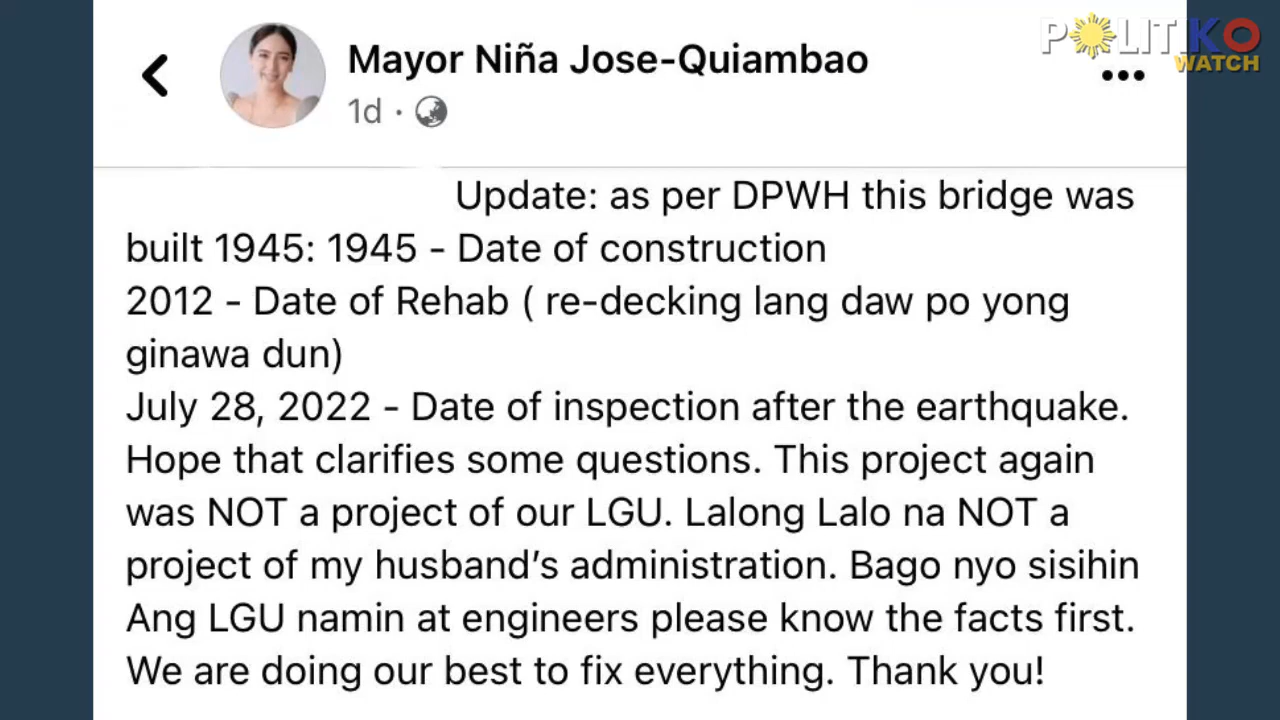 Mayor Niña Jose-Quiambao
1d ·
POLITIKO
WATCH
Update: as per DPWH this bridge was
built 1945: 1945 - Date of construction
2012 - Date of Rehab ( re-decking lang daw po yong
ginawa dun)
July 28, 2022 - Date of inspection after the earthquake.
Hope that clarifies some questions. This project again
was NOT a project of our LGU. Lalong Lalo na NOT a
project of my husband’s administration. Bago nyo sisihin
Ang LGU namin at engineers please know the facts first.
We are doing our best to fix everything. Thank you!